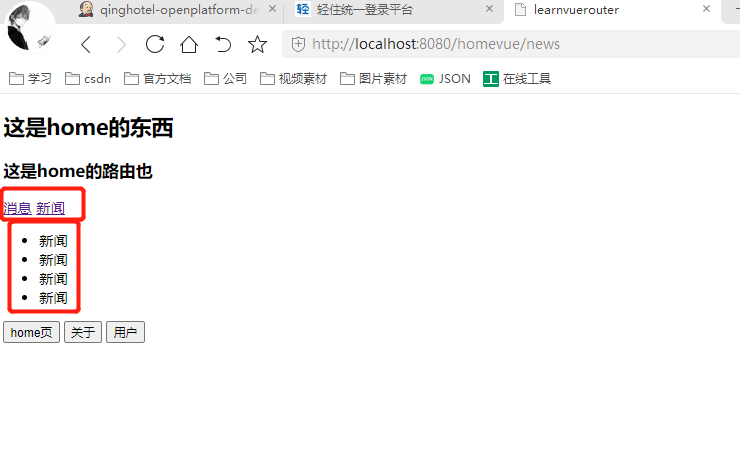 qinghotel-openplatform-de
轻 轻住统一登录平台
learnvuerouter
http://localhost:8080/homevue/news
学习 csdn 官方文档 公司 视频素材 图片素材 JSON JSON 工 在线工具
这是home的东西
这是home的路由也
消息 新闻
新闻
新闻
新闻
新闻
home页 关于 用户